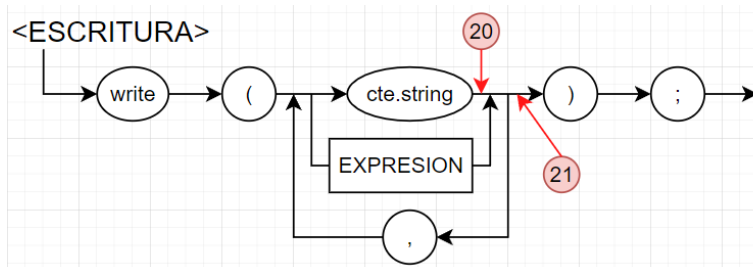 <ESCRITURA>
20
write ( cte.string ) ;
EXPRESION
21
,